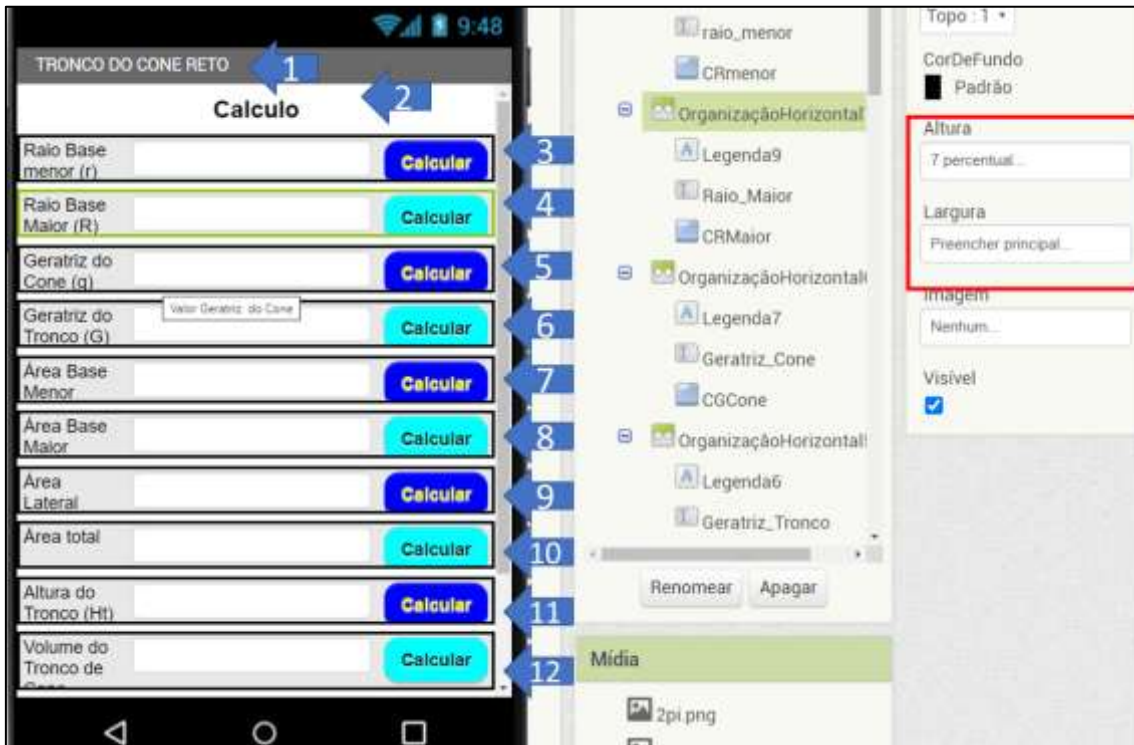 9:48
TRONCO DO CONE RETO
1
Calculo
2
Raio Base
menor (r)
Calcular
3
Raio Base
Maior (R)
Calcular
4
Geratriz do
Cone (g)
Calcular
5
Valor Geratriz do Cone
Geratriz do
Tronco (G)
Calcular
6
Área Base
Menor
Calcular
7
Área Base
Maior
Calcular
8
Área
Lateral
Calcular
9
Área total
Calcular
10
Altura do
Tronco (Ht)
Calcular
11
Volume do
Tronco de
Calcular
12
raio_menor
CRmenor
OrganizaçãoHorizontal
Legenda9
Raio_Maior
CRMaior
OrganizaçãoHorizontal
Legenda7
Geratriz_Cone
CGCone
OrganizaçãoHorizontal
Legenda6
Geratriz_Tronco
Renomear Apagar
Mídia
2pi.png
Topo : 1
CorDeFundo
Padrão
Altura
7 percentual...
Largura
Preencher principal...
Imagem
Nenhum...
Visível